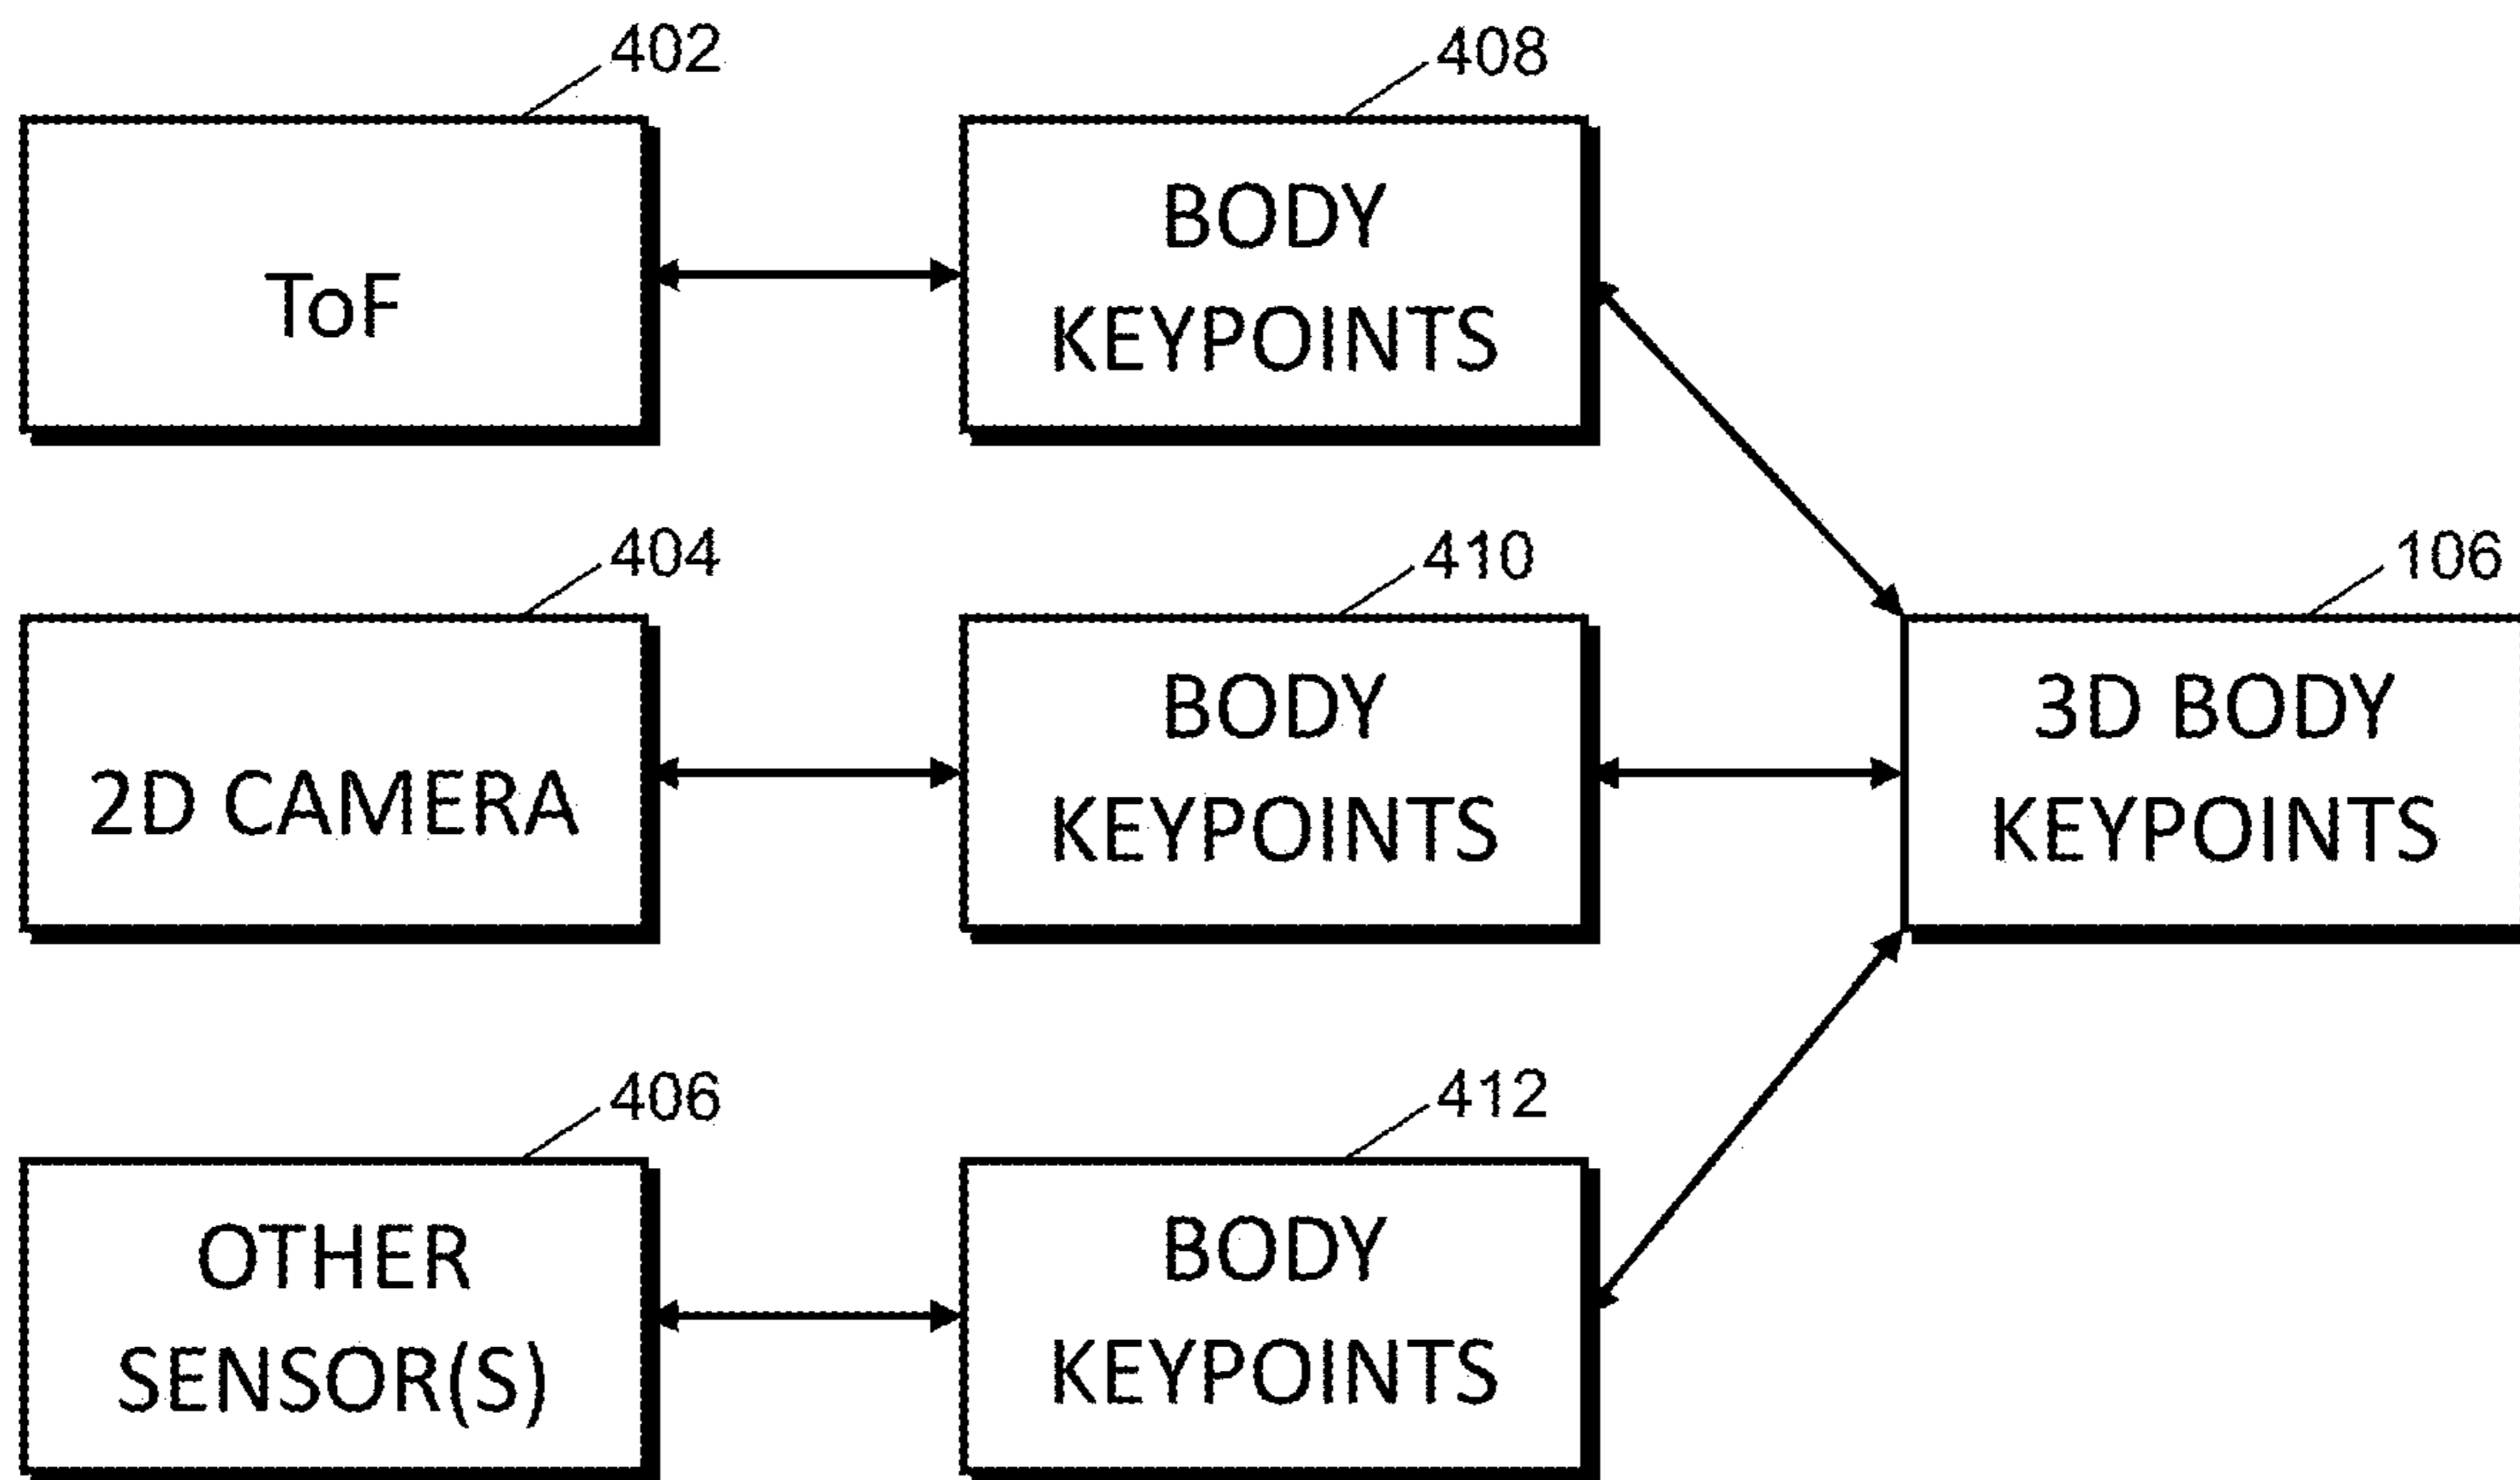 402
408
ToF
BODY
KEYPOINTS
404
410
106
2D CAMERA
BODY
KEYPOINTS
3D BODY
KEYPOINTS
406
412
OTHER
SENSOR(S)
BODY
KEYPOINTS